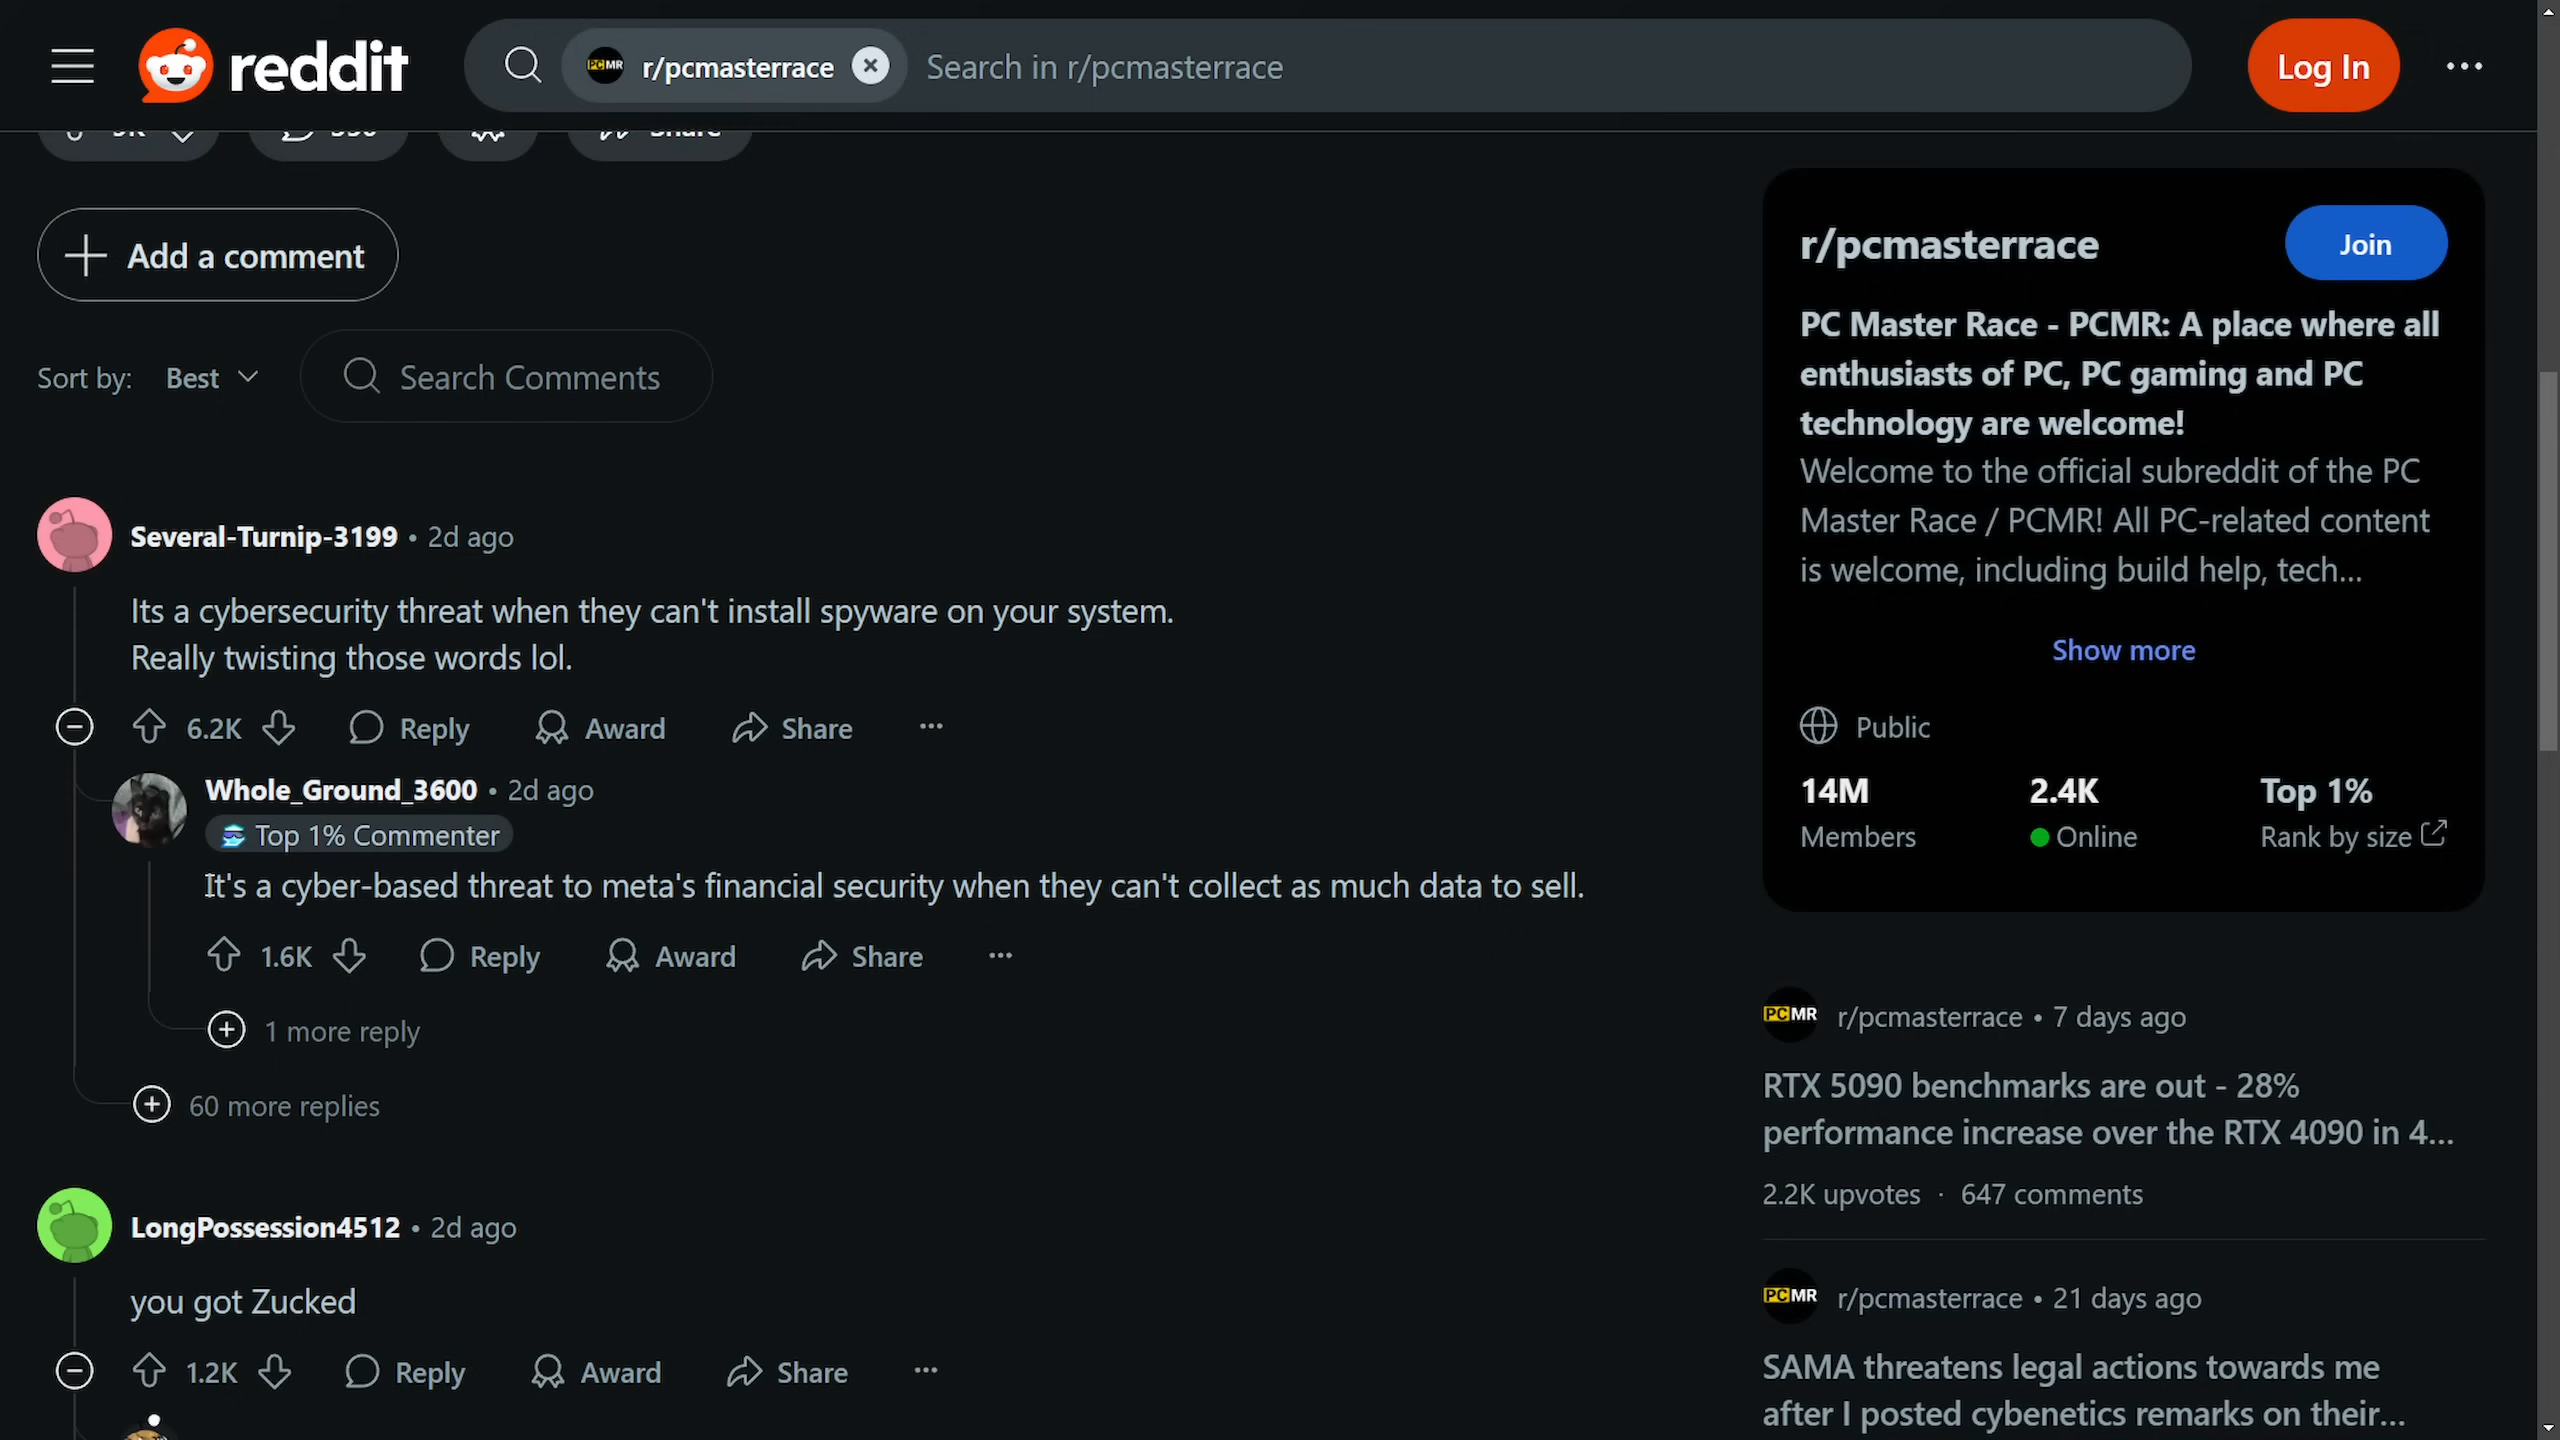 reddit
PCMR r/pcmasterrace Search in r/pcmasterrace
Log In
Share
Add a comment
Sort by: Best Search Comments
Several-Turnip-3199 • 2d ago
Its a cybersecurity threat when they can't install spyware on your system.
Really twisting those words lol.
6.2K Reply Award Share
Whole_Ground_3600 • 2d ago
Top 1% Commenter
It's a cyber-based threat to meta's financial security when they can't collect as much data to sell.
1.6K Reply Award Share
1 more reply
60 more replies
LongPossession4512 • 2d ago
you got Zucked
1.2K Reply Award Share
r/pcmasterrace Join
PC Master Race - PCMR: A place where all
enthusiasts of PC, PC gaming and PC
technology are welcome!
Welcome to the official subreddit of the PC
Master Race / PCMR! All PC-related content
is welcome, including build help, tech...
Show more
Public
14M 2.4K Top 1%
Members Online Rank by size
PCMR r/pcmasterrace • 7 days ago
RTX 5090 benchmarks are out - 28%
performance increase over the RTX 4090 in 4...
2.2K upvotes · 647 comments
PCMR r/pcmasterrace • 21 days ago
SAMA threatens legal actions towards me
after I posted cybenetics remarks on their...